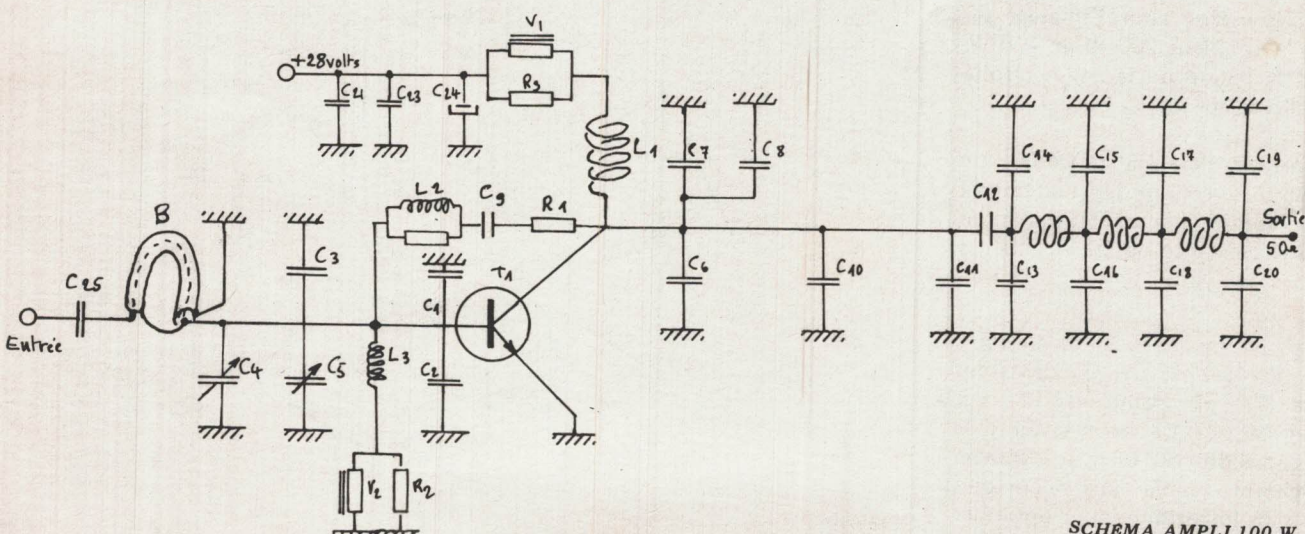 V1
+28volts
C21
C23
C24
R3
L1
C7
C8
C14
C15
C17
C19
L2
C9
R1
C12
B
C3
Sortie
50Ω
C25
C1
T1
C6
C10
C11
C13
C16
C18
C20
Entrée
C4
C5
L3
C2
V2
R2
SCHEMA AMPLI 100 W